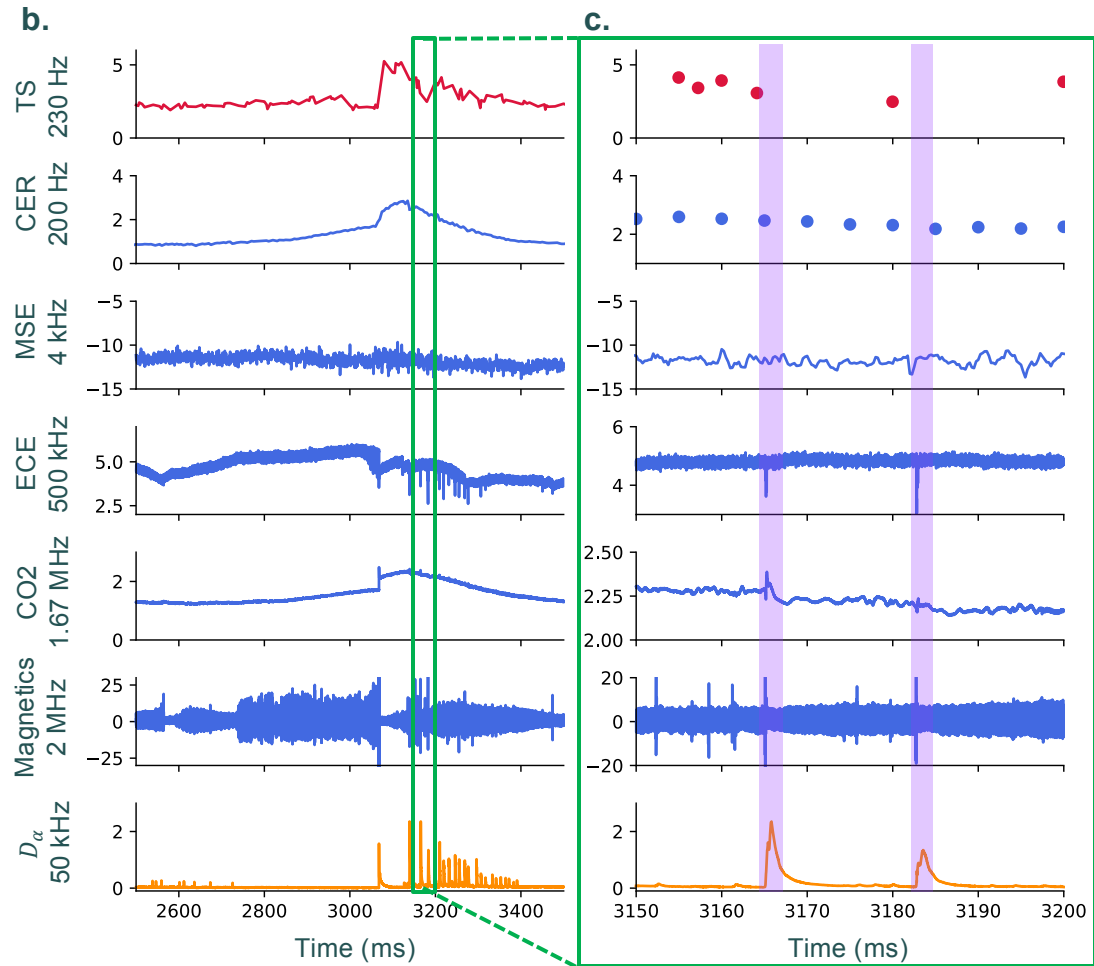 b.
c.
TS
230 Hz
5
0
5
0
CER
200 Hz
4
2
0
4
2
MSE
4 kHz
−5
−10
−15
−5
−10
−15
ECE
500 kHz
5.0
2.5
6
4
CO2
1.67 MHz
2
0
2.50
2.25
2.00
Magnetics
2 MHz
25
0
−25
20
0
−20
Dα
50 kHz
2
0
2
0
2600 2800 3000 3200 3400
3150 3160 3170 3180 3190 3200
Time (ms)
Time (ms)